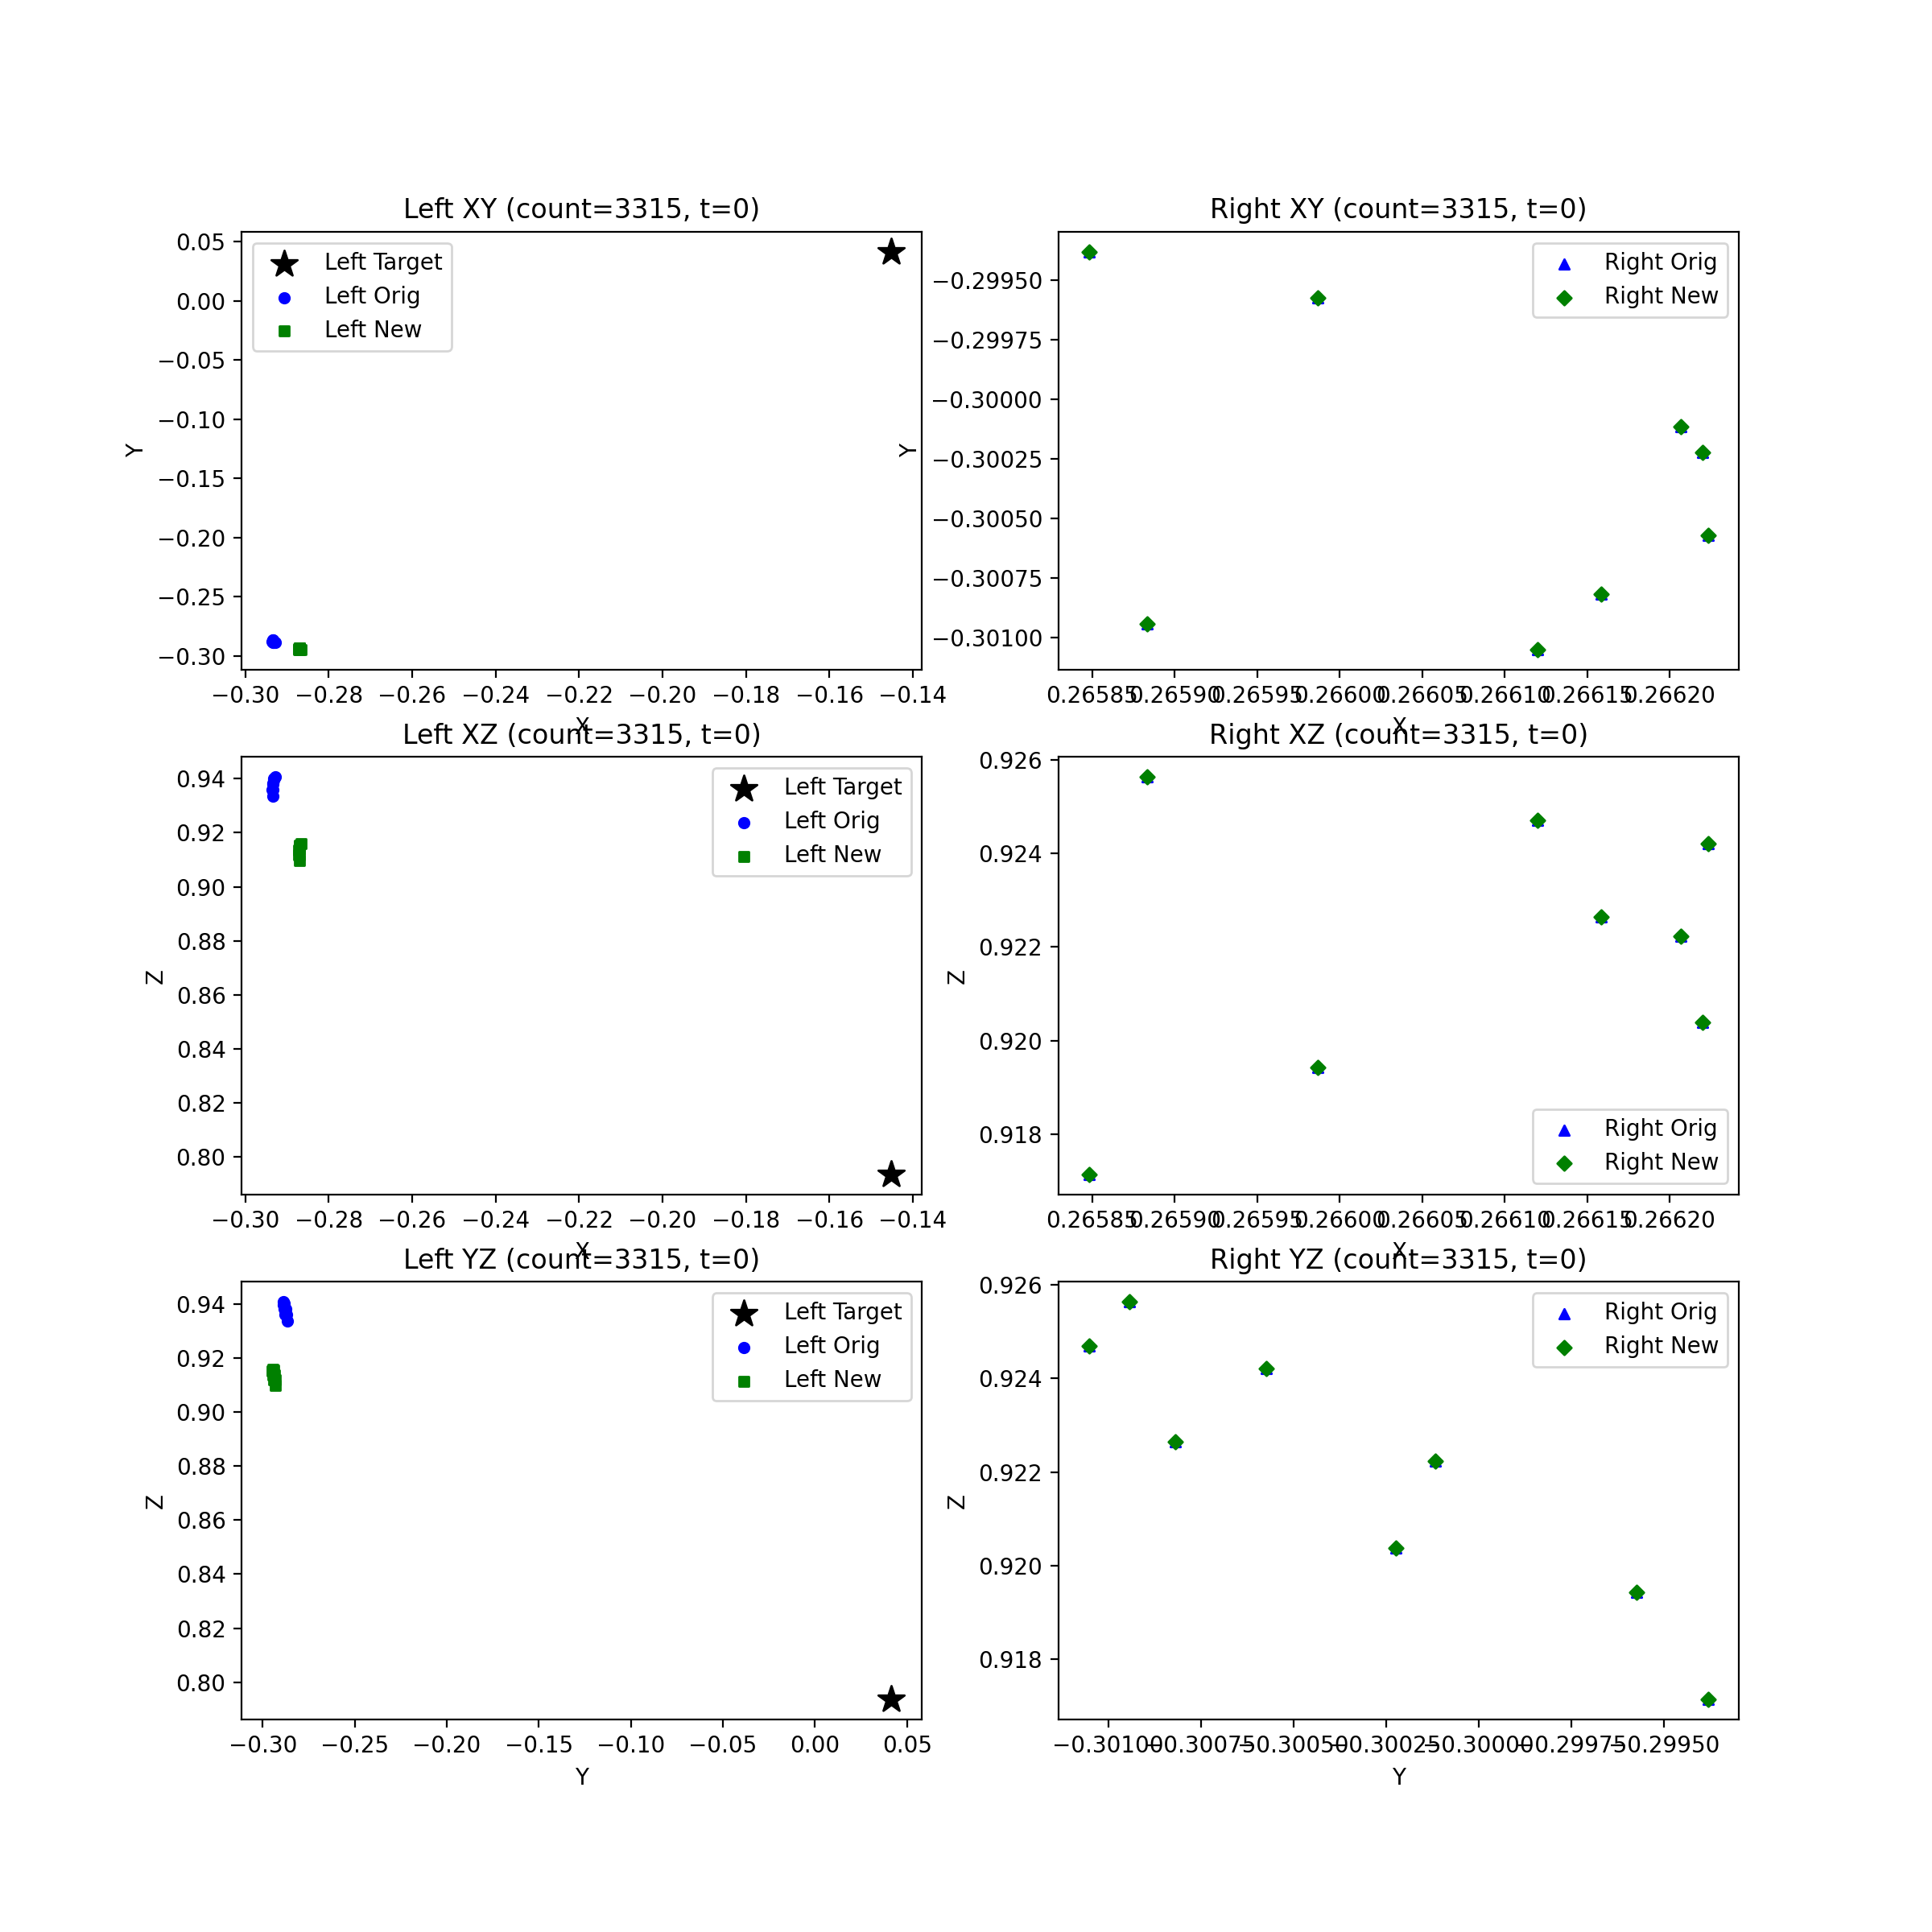 Left XY (count=3315, t=0)
0.05
0.00
−0.05
−0.10
−0.15
−0.20
−0.25
−0.30
Y
Left Target
Left Orig
Left New
−0.30 −0.28 −0.26 −0.24 −0.22 −0.20 −0.18 −0.16 −0.14
X
Right XY (count=3315, t=0)
−0.29950
−0.29975
−0.30000
−0.30025
−0.30050
−0.30075
−0.30100
Y
Right Orig
Right New
0.26585 0.26590 0.26595 0.26600 0.26605 0.26610 0.26615 0.26620
X
Left XZ (count=3315, t=0)
0.94
0.92
0.90
0.88
0.86
0.84
0.82
0.80
Z
Left Target
Left Orig
Left New
−0.30 −0.28 −0.26 −0.24 −0.22 −0.20 −0.18 −0.16 −0.14
X
Right XZ (count=3315, t=0)
0.926
0.924
0.922
0.920
0.918
Z
Right Orig
Right New
0.26585 0.26590 0.26595 0.26600 0.26605 0.26610 0.26615 0.26620
X
Left YZ (count=3315, t=0)
0.94
0.92
0.90
0.88
0.86
0.84
0.82
0.80
Z
Left Target
Left Orig
Left New
−0.30 −0.25 −0.20 −0.15 −0.10 −0.05 0.00 0.05
Y
Right YZ (count=3315, t=0)
0.926
0.924
0.922
0.920
0.918
Z
Right Orig
Right New
−0.30100 −0.30075 −0.30050 −0.30025 −0.30000 −0.29975 −0.29950
Y